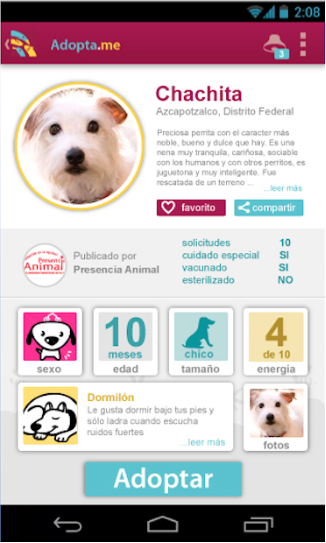 2:08
Adopta.me
3
Chachita
Azcapotzalco, Distrito Federal
Preciosa perrita con el caracter más
noble, bueno y dulce que hay. Es una
nena muy tranquila, cariñosa, sociable
con los humanos y con otros perritos, es
juguetona y muy inteligente. Fue
rescatada de un terreno ...
...leer más
favorito
compartir
Presencia
Animal
Publicado por
Presencia Animal
solicitudes 10
cuidado especial SI
vacunado SI
esterilizado NO
sexo
10
meses
edad
chico
tamaño
4
de 10
energía
Dormilón
Le gusta dormir bajo tus pies y
sólo ladra cuando escucha
ruidos fuertes
...leer más
fotos
Adoptar